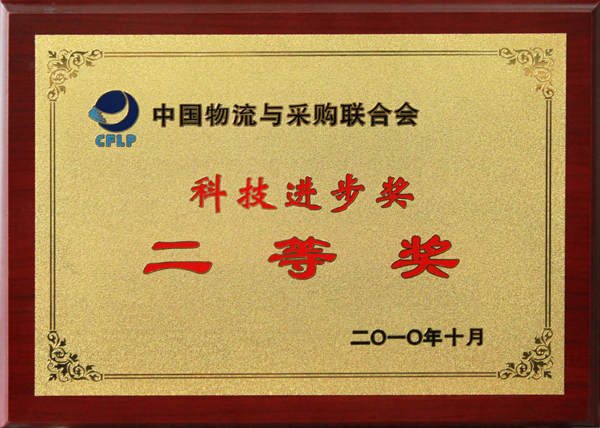 中国物流与采购联合会
CFLP
科技进步奖
二等奖
二〇一〇年十月